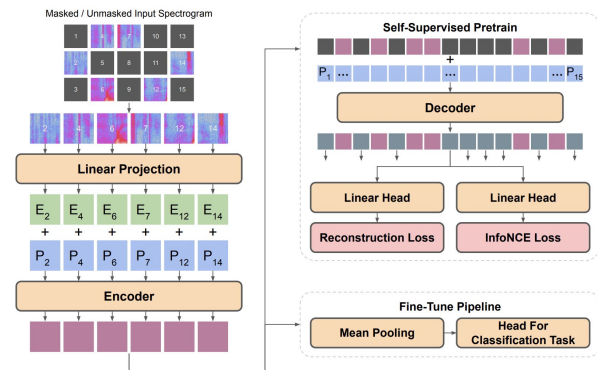 Masked / Unmasked Input Spectrogram
1 4 7 10 13
2 5 8 11 14
3 6 9 12 15
2 4 6 7 12 14
Linear Projection
E2 E4 E6 E7 E12 E14
+ + + + + +
P2 P4 P6 P7 P12 P14
Encoder
Self-Supervised Pretrain
+
P1 ... ... ... P15
Decoder
Linear Head Linear Head
Reconstruction Loss InfoNCE Loss
Fine-Tune Pipeline
Mean Pooling
Head For
Classification Task